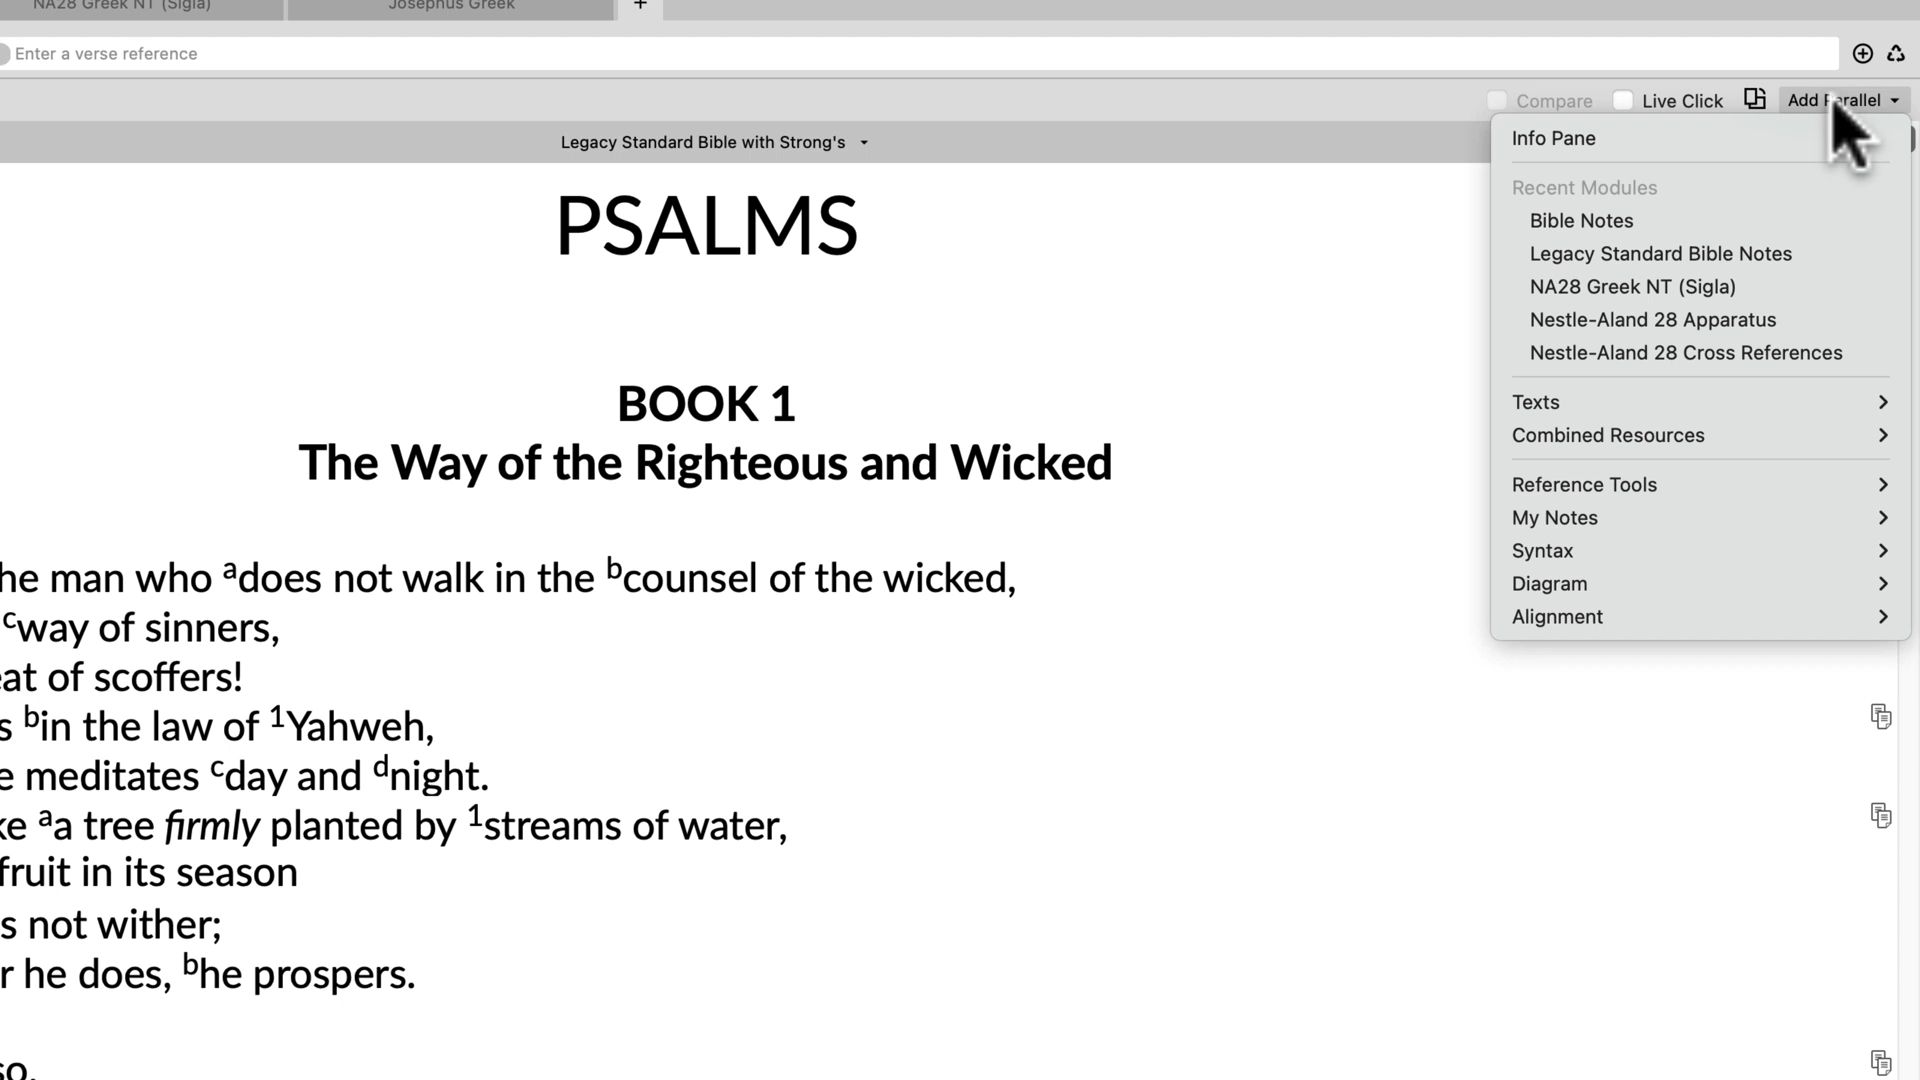 NA28 Greek NT (Sigla)
Josephus Greek
+
Enter a verse reference
Compare
Live Click
Add
Legacy Standard Bible with Strong's
Info Pane
Recent Modules
Bible Notes
Legacy Standard Bible Notes
NA28 Greek NT (Sigla)
Nestle-Aland 28 Apparatus
Nestle-Aland 28 Cross References
Texts
Combined Resources
Reference Tools
My Notes
Syntax
Diagram
Alignment
PSALMS
BOOK 1
The Way of the Righteous and Wicked
man who ᵃdoes not walk in the ᵇcounsel of the wicked,
ᶜway of sinners,
of scoffers!
ᵇin the law of ¹Yahweh,
meditates ᶜday and ᵈnight.
ᵃa tree firmly planted by ¹streams of water,
fruit in its season
not wither;
he does, ᵇhe prospers.